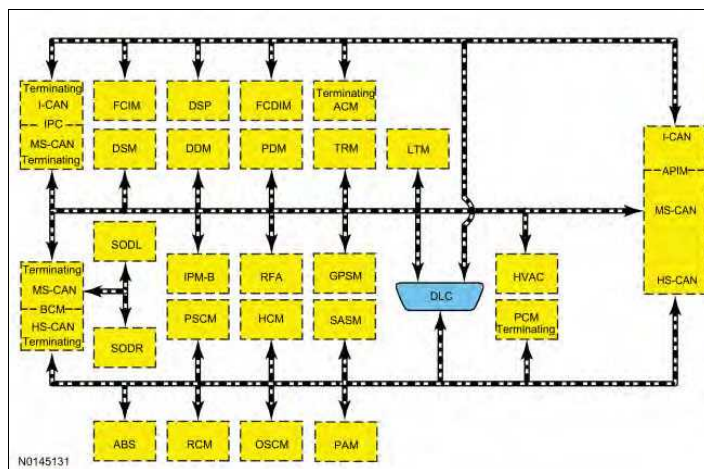 Terminating
I-CAN
IPC
MS-CAN
Terminating
FCIM
DSP
FCDIM
Terminating
ACM
DSM
DDM
PDM
TRM
LTM
I-CAN
APIM
MS-CAN
HS-CAN
SODL
Terminating
MS-CAN
BCM
HS-CAN
Terminating
SODR
IPM-B
RFA
GPSM
PSCM
HCM
SASM
DLC
HVAC
PCM
Terminating
ABS
RCM
OSCM
PAM
N0145131